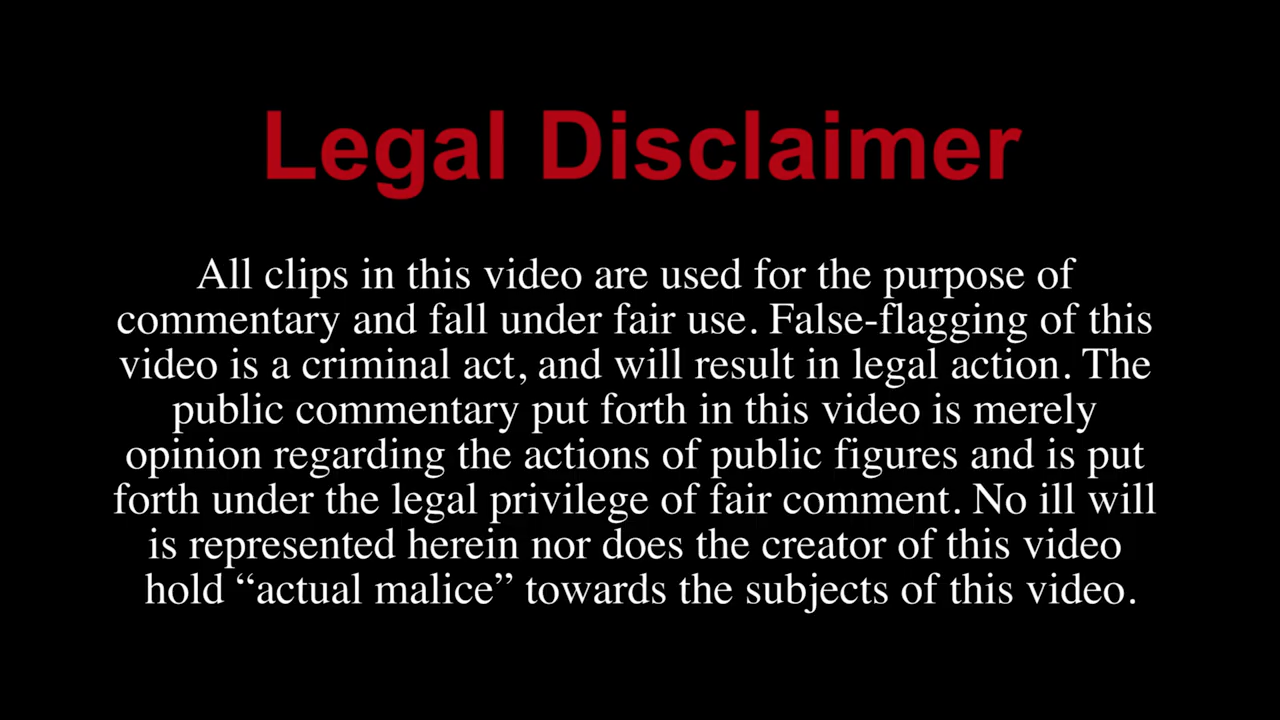 Legal Disclaimer
All clips in this video are used for the purpose of
commentary and fall under fair use. False-flagging of this
video is a criminal act, and will result in legal action. The
public commentary put forth in this video is merely
opinion regarding the actions of public figures and is put
forth under the legal privilege of fair comment. No ill will
is represented herein nor does the creator of this video
hold “actual malice” towards the subjects of this video.